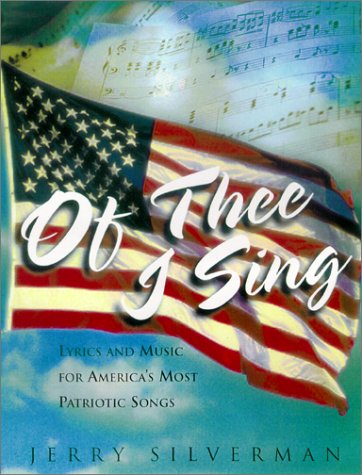 Of Thee
I Sing
LYRICS AND MUSIC
FOR AMERICA'S MOST
PATRIOTIC SONGS
JERRY SILVERMAN